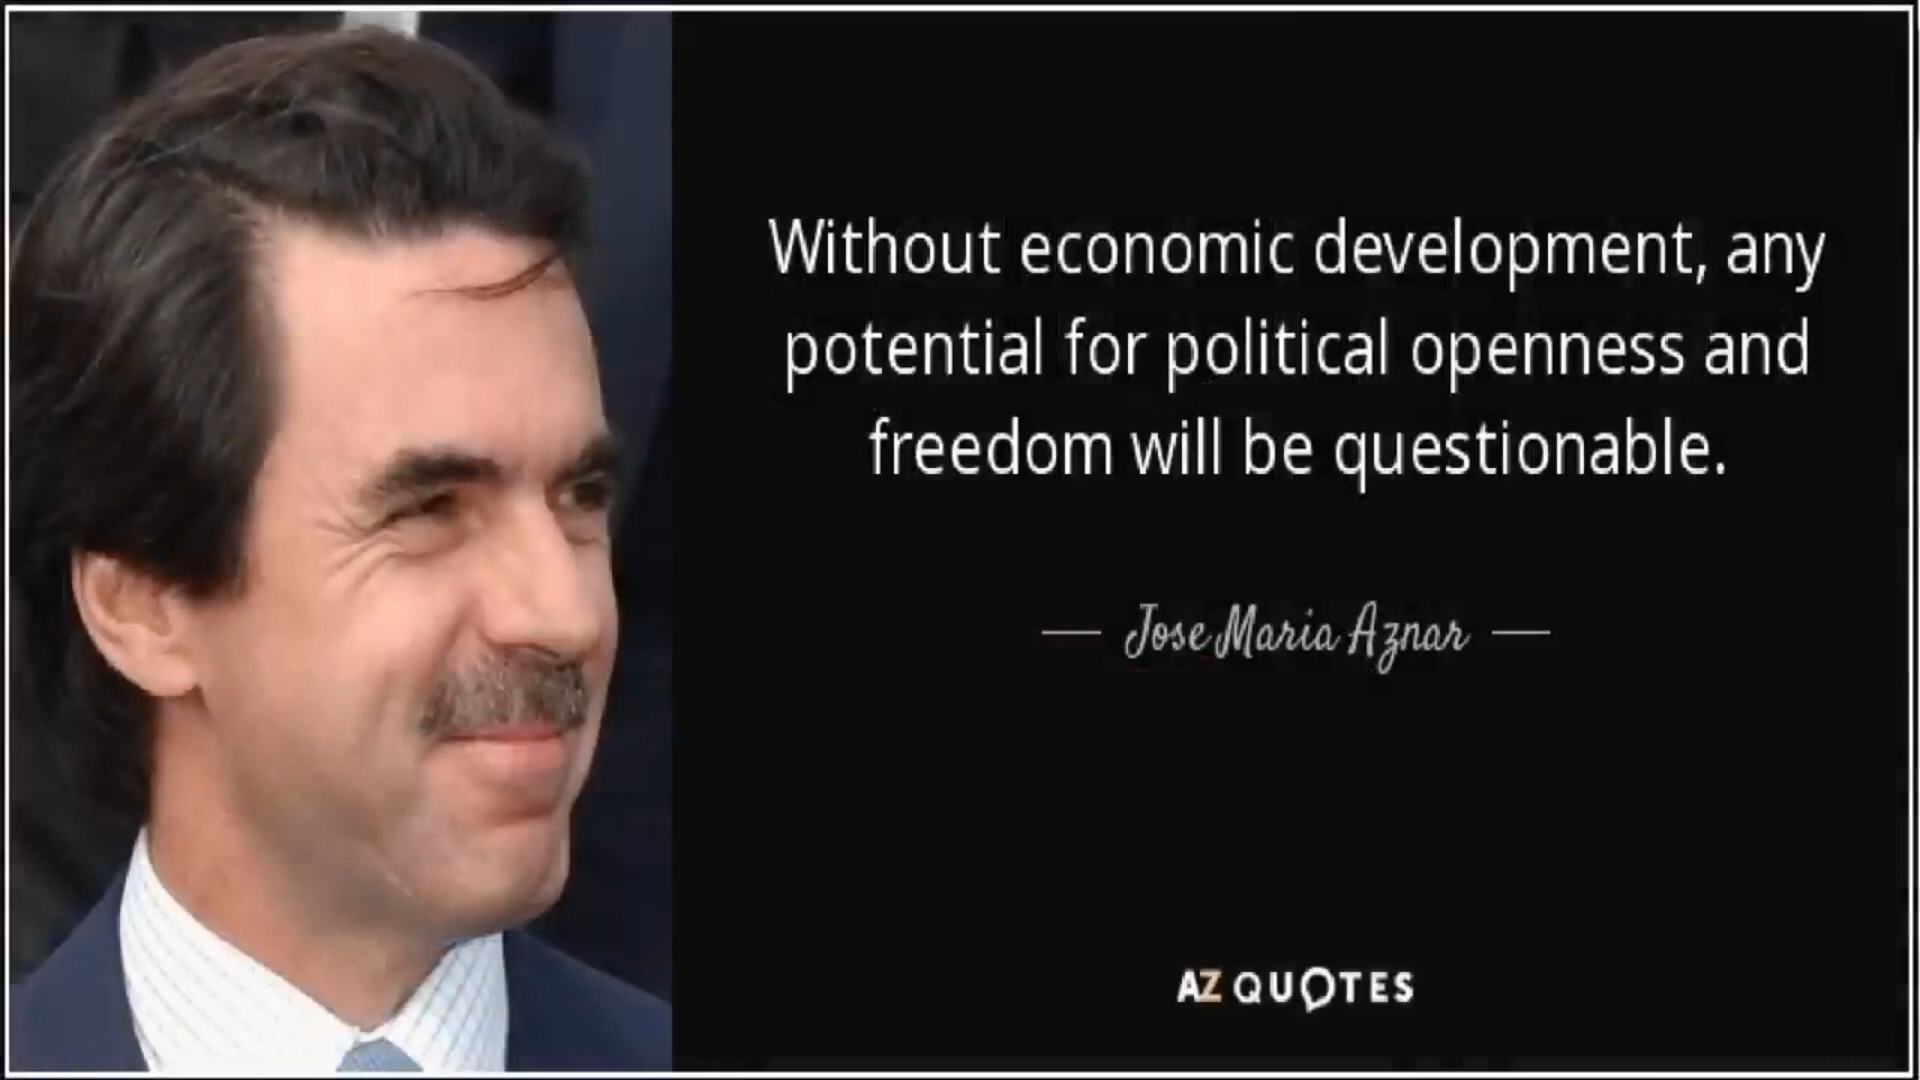 Without economic development, any
potential for political openness and
freedom will be questionable.
— Jose Maria Aznar —
AZ QUOTES